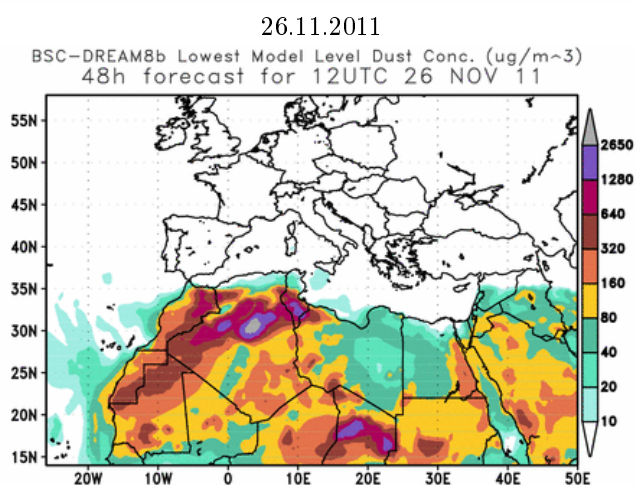 26.11.2011
BSC-DREAM8b Lowest Model Level Dust Conc. (ug/m^3)
48h forecast for 12UTC 26 NOV 11
55N
50N
45N
40N
35N
30N
25N
20N
15N
20W 10W 0 10E 20E 30E 40E 50E
2650
1280
640
320
160
80
40
20
10